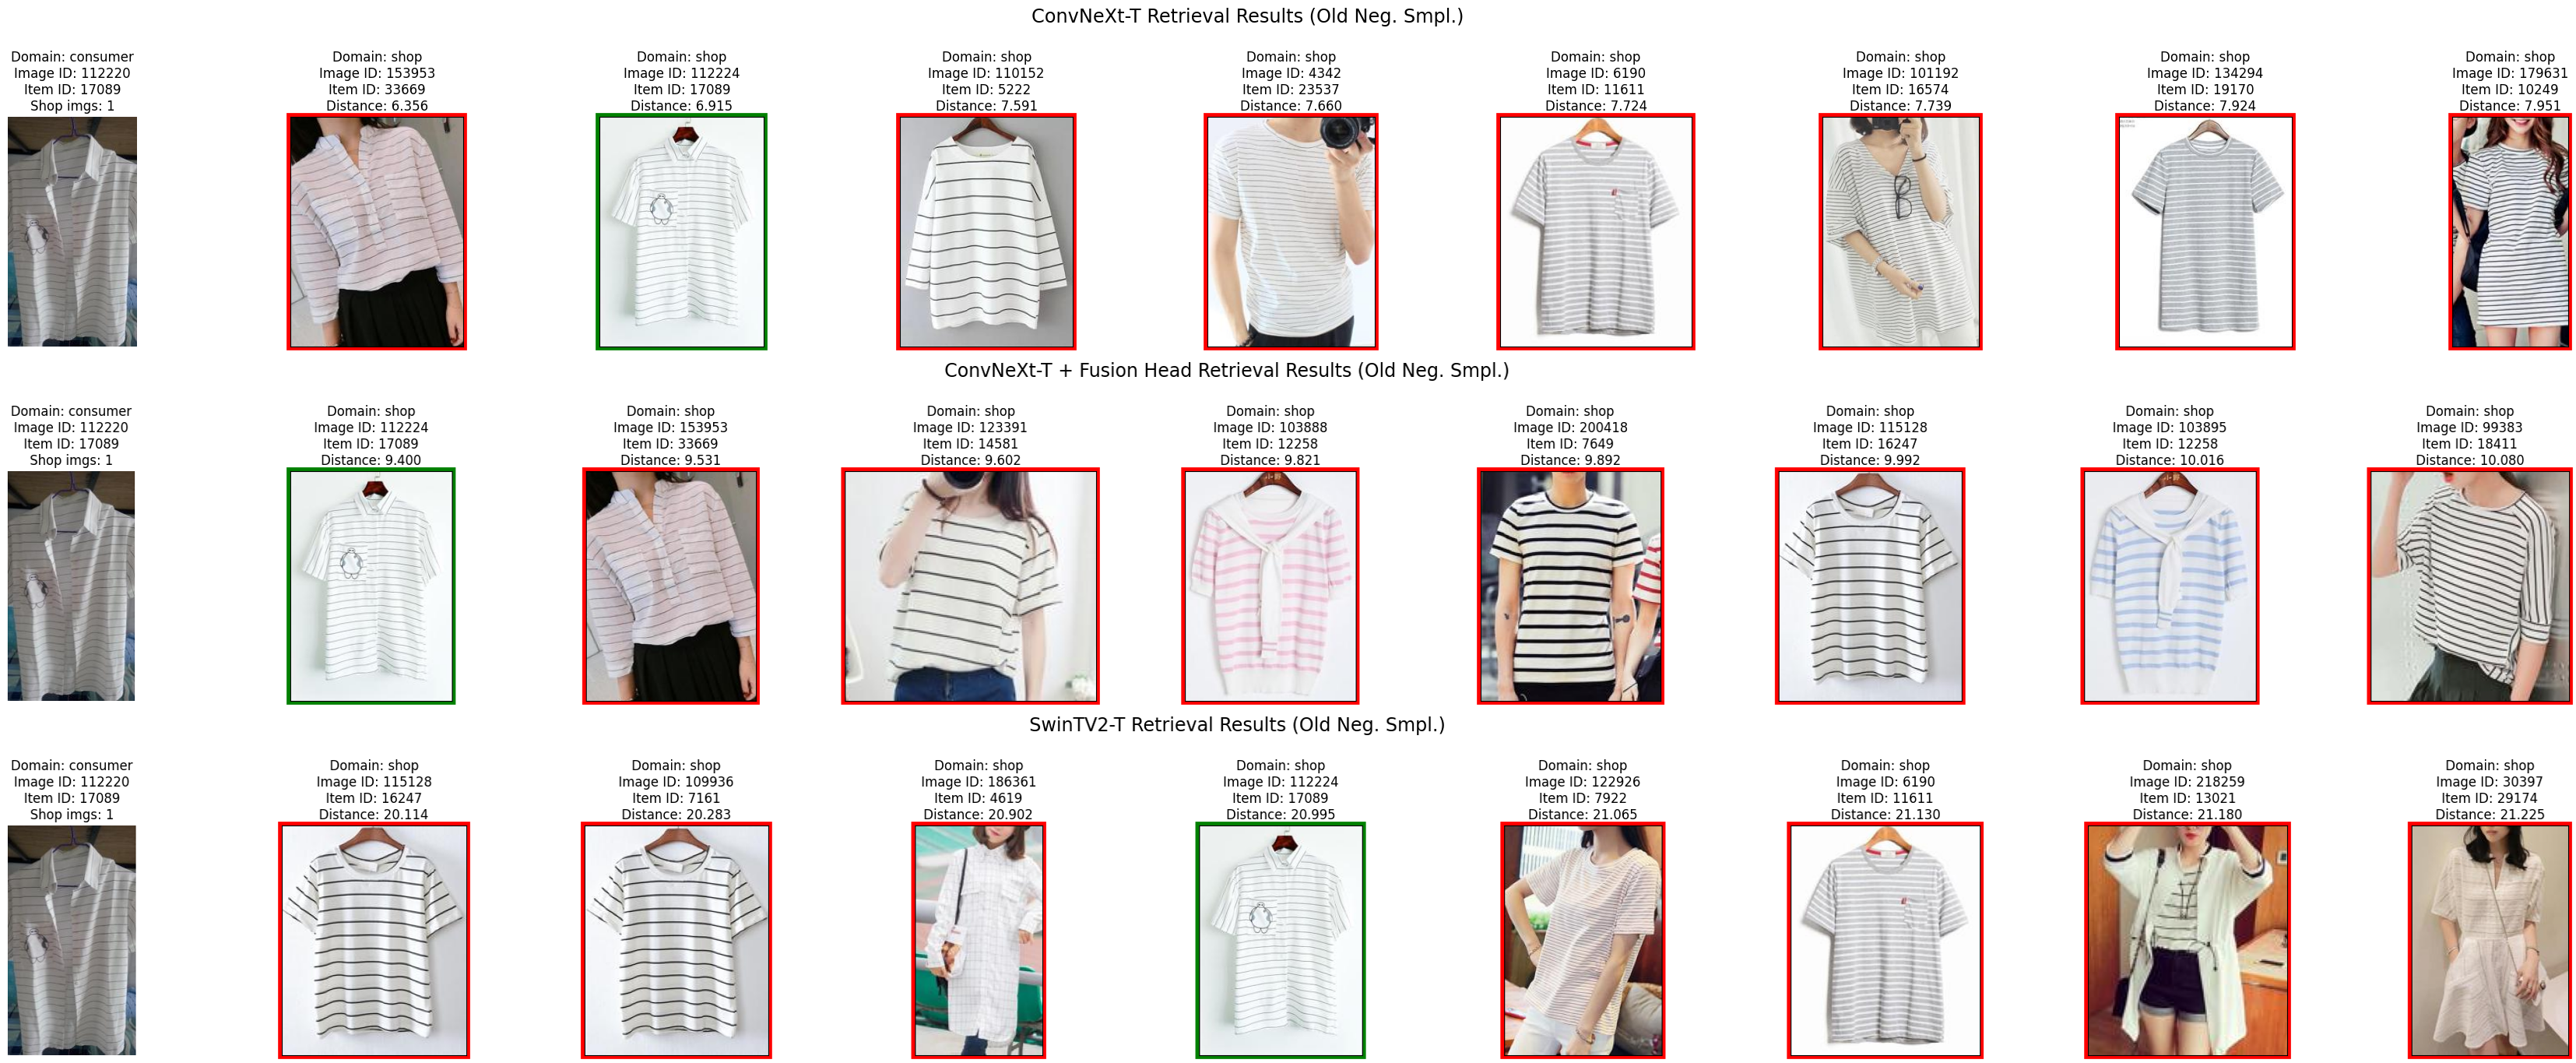 ConvNeXt-T Retrieval Results (Old Neg. Smpl.)
Domain: consumer
Image ID: 112220
Item ID: 17089
Shop imgs: 1
Domain: shop
Image ID: 153953
Item ID: 33669
Distance: 6.356
Domain: shop
Image ID: 112224
Item ID: 17089
Distance: 6.915
Domain: shop
Image ID: 110152
Item ID: 5222
Distance: 7.591
Domain: shop
Image ID: 4342
Item ID: 23537
Distance: 7.660
Domain: shop
Image ID: 6190
Item ID: 11611
Distance: 7.724
Domain: shop
Image ID: 101192
Item ID: 16574
Distance: 7.739
Domain: shop
Image ID: 134294
Item ID: 19170
Distance: 7.924
Domain: shop
Image ID: 179631
Item ID: 10249
Distance: 7.951
ConvNeXt-T + Fusion Head Retrieval Results (Old Neg. Smpl.)
Domain: consumer
Image ID: 112220
Item ID: 17089
Shop imgs: 1
Domain: shop
Image ID: 112224
Item ID: 17089
Distance: 9.400
Domain: shop
Image ID: 153953
Item ID: 33669
Distance: 9.531
Domain: shop
Image ID: 123391
Item ID: 14581
Distance: 9.602
Domain: shop
Image ID: 103888
Item ID: 12258
Distance: 9.821
Domain: shop
Image ID: 200418
Item ID: 7649
Distance: 9.892
Domain: shop
Image ID: 115128
Item ID: 16247
Distance: 9.992
Domain: shop
Image ID: 103895
Item ID: 12258
Distance: 10.016
Domain: shop
Image ID: 99383
Item ID: 18411
Distance: 10.080
SwinTV2-T Retrieval Results (Old Neg. Smpl.)
Domain: consumer
Image ID: 112220
Item ID: 17089
Shop imgs: 1
Domain: shop
Image ID: 115128
Item ID: 16247
Distance: 20.114
Domain: shop
Image ID: 109936
Item ID: 7161
Distance: 20.283
Domain: shop
Image ID: 186361
Item ID: 4619
Distance: 20.902
Domain: shop
Image ID: 112224
Item ID: 17089
Distance: 20.995
Domain: shop
Image ID: 122926
Item ID: 7922
Distance: 21.065
Domain: shop
Image ID: 6190
Item ID: 11611
Distance: 21.130
Domain: shop
Image ID: 218259
Item ID: 13021
Distance: 21.180
Domain: shop
Image ID: 30397
Item ID: 29174
Distance: 21.225